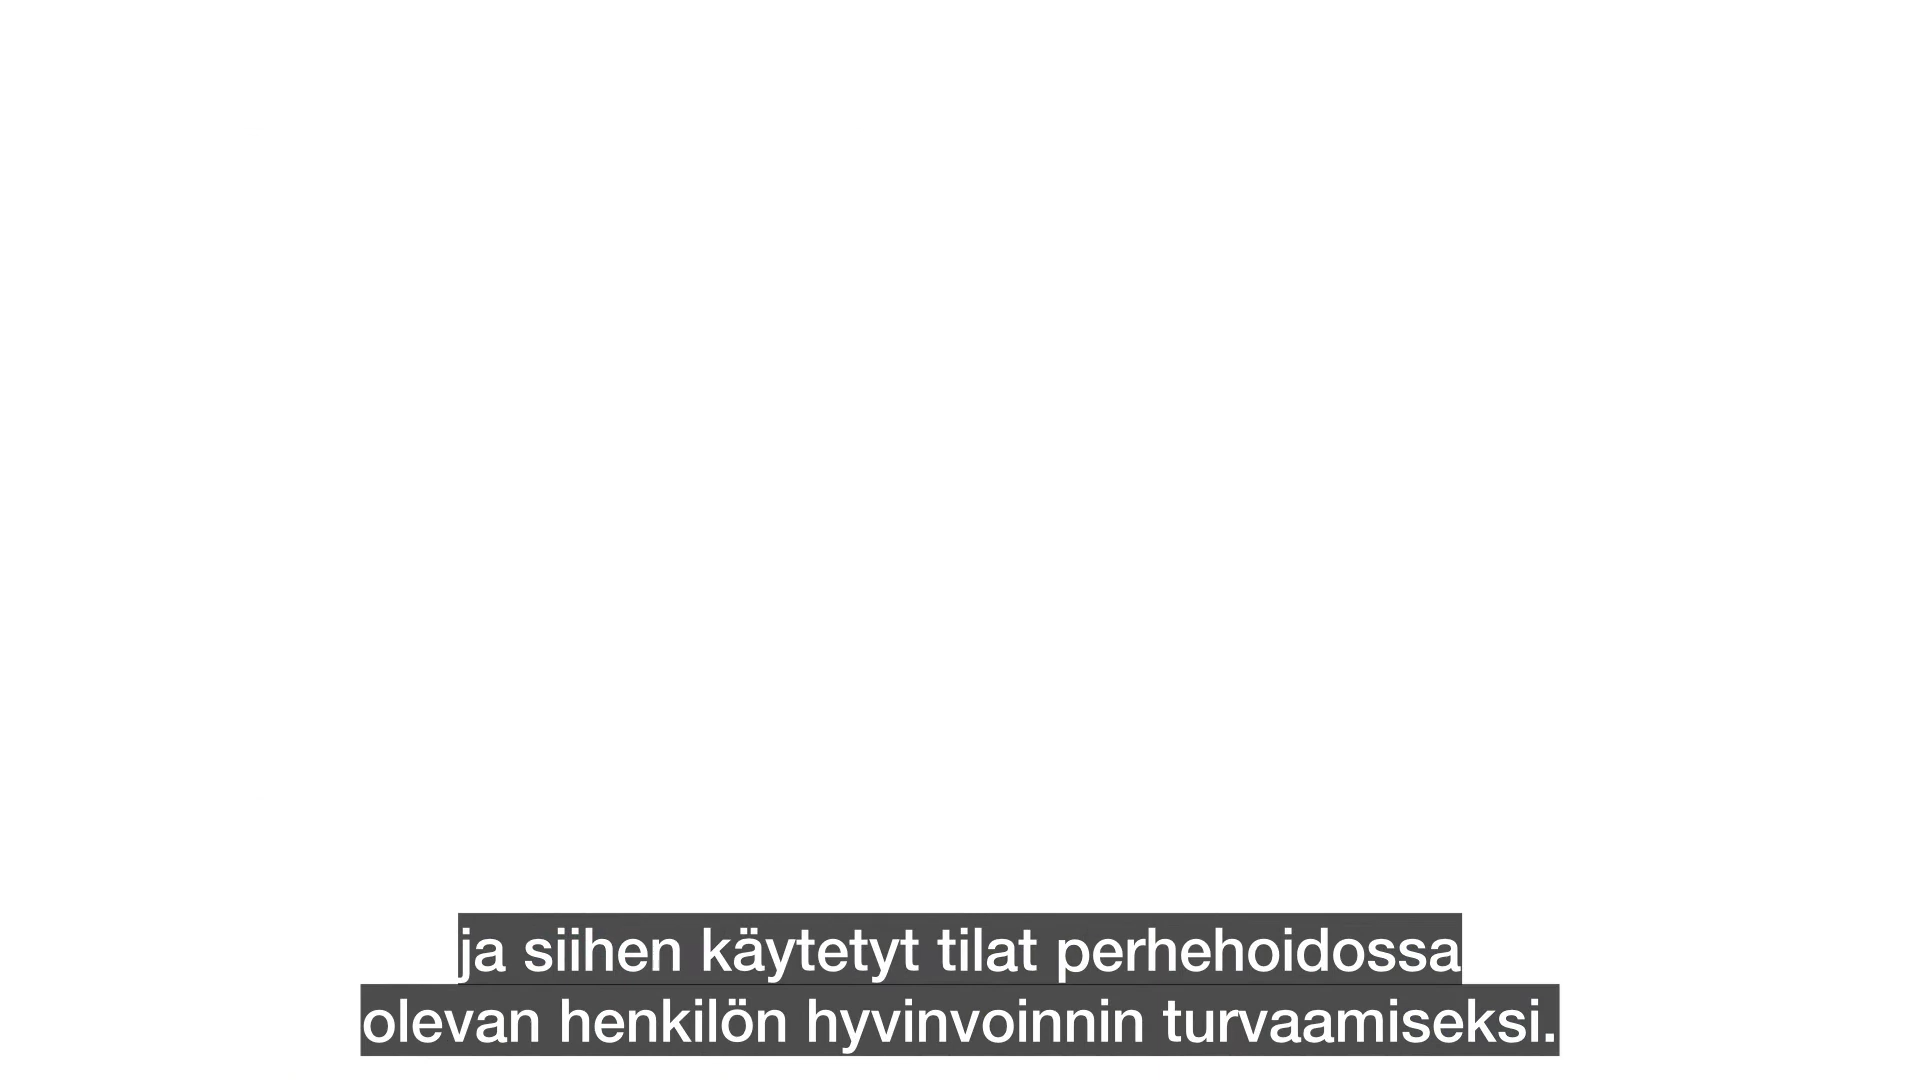 ja siihen käytetyt tilat perhehoidossa
olevan henkilön hyvinvoinnin turvaamiseksi.